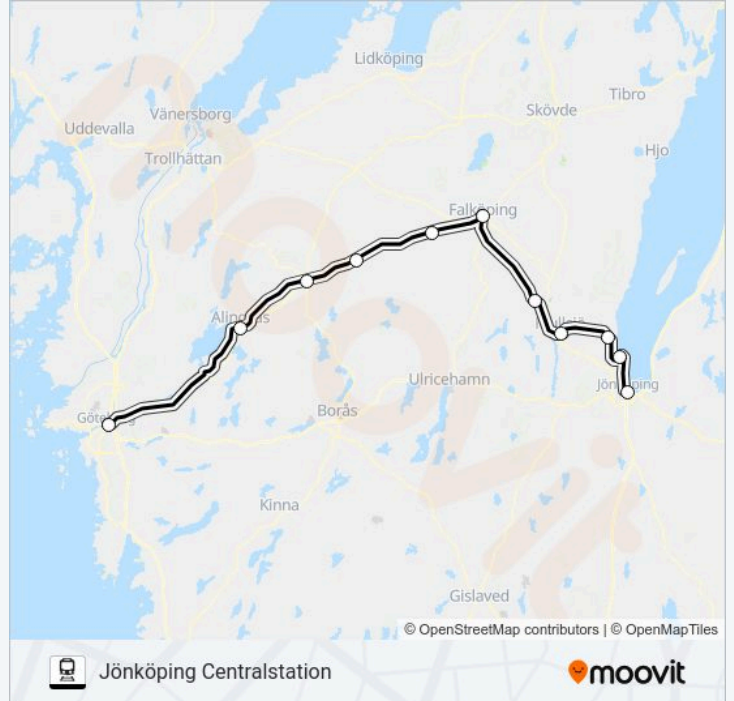 Lidköping
Tibro
Skövde
Vänersborg
Uddevalla
Hjo
Trollhättan
Falköping
Ulricehamn
Borås
Kinna
Gislaved
© OpenStreetMap contributors | © OpenMapTiles
Jönköping Centralstation
moovit